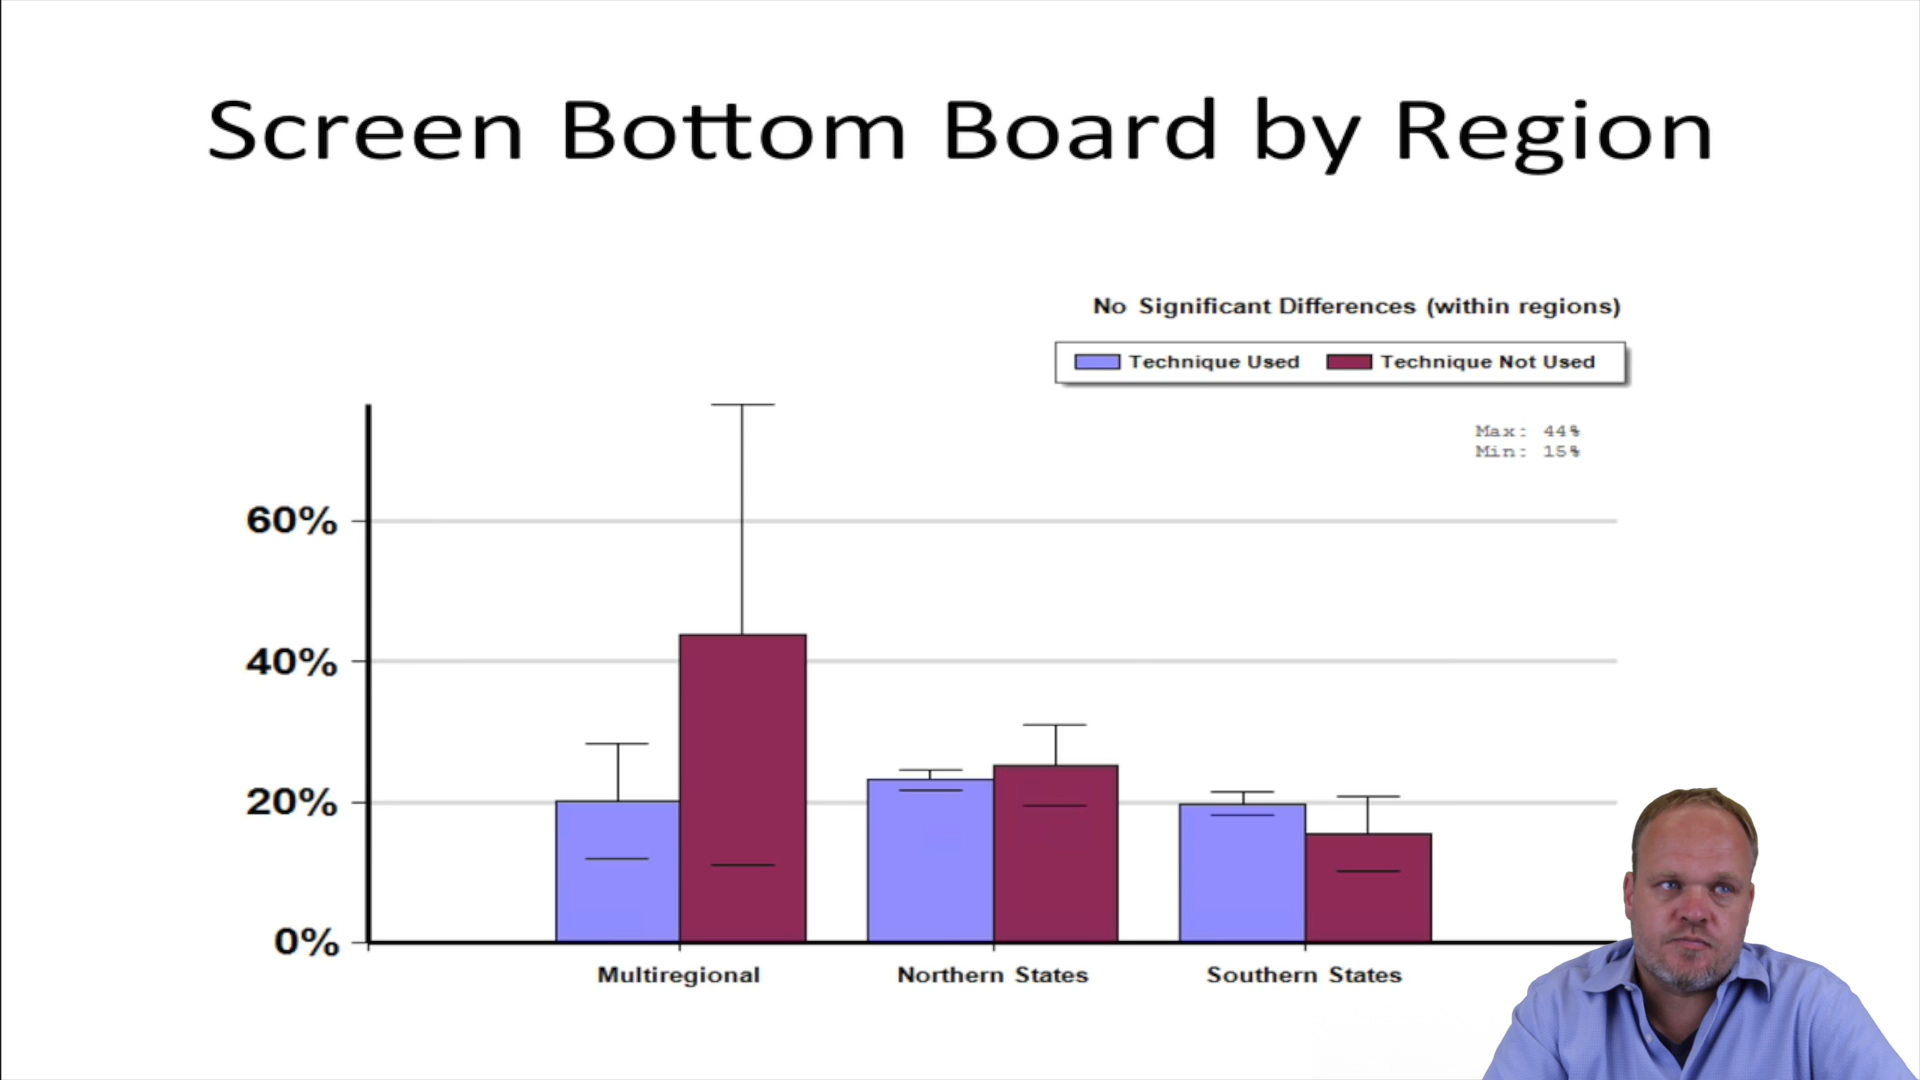 Screen Bottom Board by Region
No Significant Differences (within regions)
Technique Used Technique Not Used
Max: 44%
Min: 15%
60%
40%
20%
0%
Multiregional Northern States Southern States